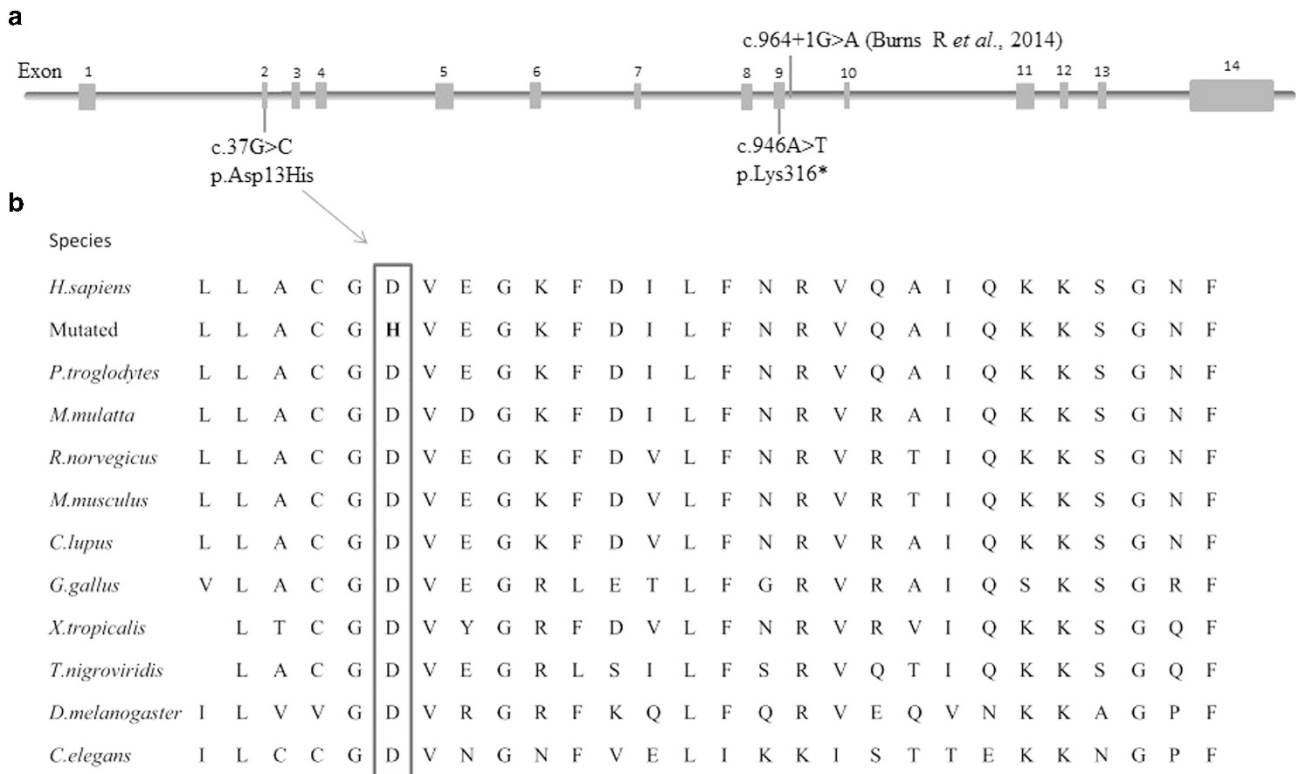 a
c.964+1G>A (Burns R et al., 2014)
Exon 1 2 3 4 5 6 7 8 9 10 11 12 13 14
c.37G>C c.946A>T
p.Asp13His p.Lys316*
b
Species
H.sapiens L L A C G D V E G K F D I L F N R V Q A I Q K K S G N F
Mutated L L A C G H V E G K F D I L F N R V Q A I Q K K S G N F
P.troglodytes L L A C G D V E G K F D I L F N R V Q A I Q K K S G N F
M.mulatta L L A C G D V D G K F D I L F N R V R A I Q K K S G N F
R.norvegicus L L A C G D V E G K F D V L F N R V R T I Q K K S G N F
M.musculus L L A C G D V E G K F D V L F N R V R T I Q K K S G N F
C.lupus L L A C G D V E G K F D V L F N R V R A I Q K K S G N F
G.gallus V L A C G D V E G R L E T L F G R V R A I Q S K S G R F
X.tropicalis L T C G D V Y G R F D V L F N R V R V I Q K K S G Q F
T.nigroviridis L A C G D V E G R L S I L F S R V Q T I Q K K S G Q F
D.melanogaster I L V V G D V R G R F K Q L F Q R V E Q V N K K A G P F
C.elegans I L C C G D V N G N F V E L I K K I S T T E K K N G P F